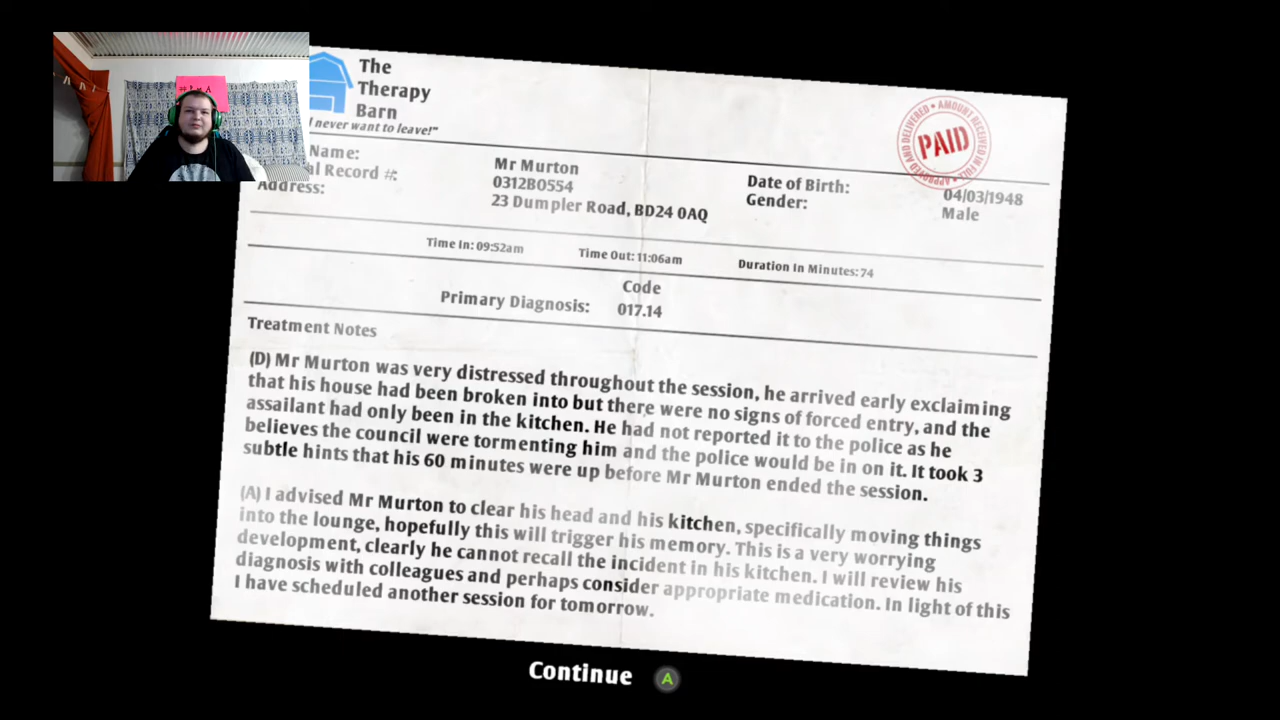 The
Therapy
Barn
never want to leave!"
APPROVED AND DELIVERED • AMOUNT RECEIVED IN FULL •
PAID
Name: Mr Murton Date of Birth: 04/03/1948
al Record #: 0312B0554 Gender: Male
Address: 23 Dumpler Road, BD24 0AQ
Time In: 09:52am Time Out: 11:06am Duration In Minutes: 74
Code
Primary Diagnosis: 017.14
Treatment Notes
(D) Mr Murton was very distressed throughout the session, he arrived early exclaiming
that his house had been broken into but there were no signs of forced entry, and the
assailant had only been in the kitchen. He had not reported it to the police as he
believes the council were tormenting him and the police would be in on it. It took 3
subtle hints that his 60 minutes were up before Mr Murton ended the session.
(A) I advised Mr Murton to clear his head and his kitchen, specifically moving things
into the lounge, hopefully this will trigger his memory. This is a very worrying
development, clearly he cannot recall the incident in his kitchen. I will review his
diagnosis with colleagues and perhaps consider appropriate medication. In light of this
I have scheduled another session for tomorrow.
Continue A